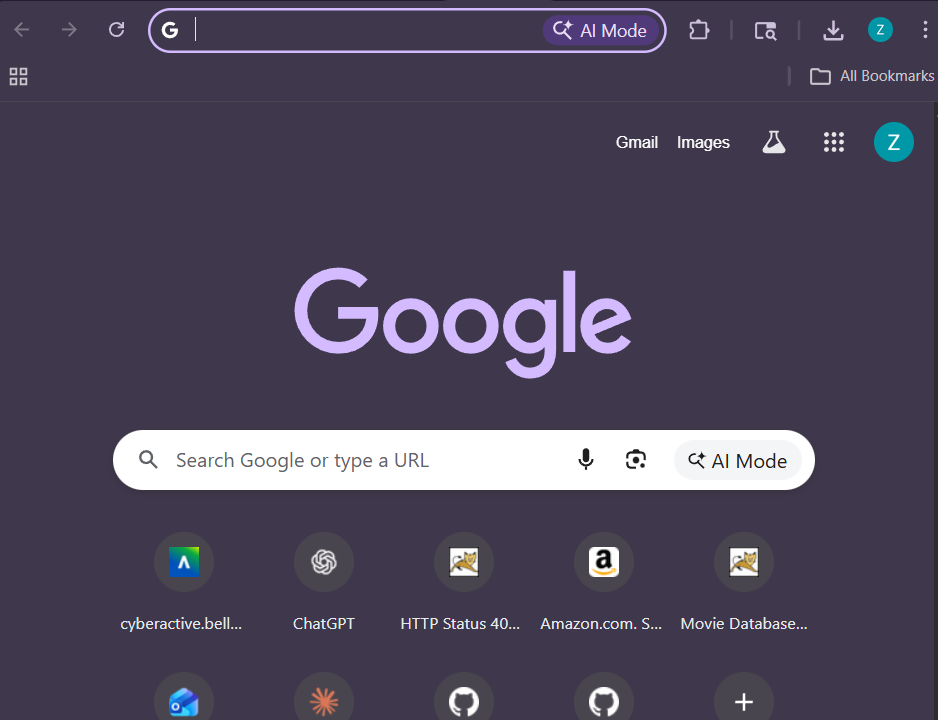 AI Mode
Z
All Bookmarks
Gmail Images
Z
Google
Search Google or type a URL AI Mode
cyberactive.bell... ChatGPT HTTP Status 40... Amazon.com. S... Movie Database...